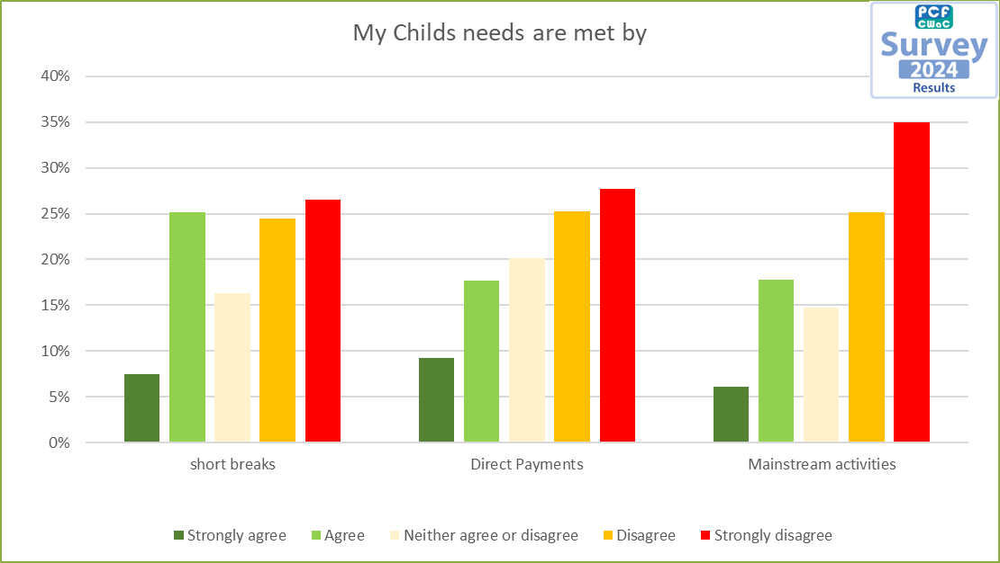 My Childs needs are met by
PCF
CWaC
Survey
2024
Results
40%
35%
30%
25%
20%
15%
10%
5%
0%
short breaks Direct Payments Mainstream activities
Strongly agree Agree Neither agree or disagree Disagree Strongly disagree